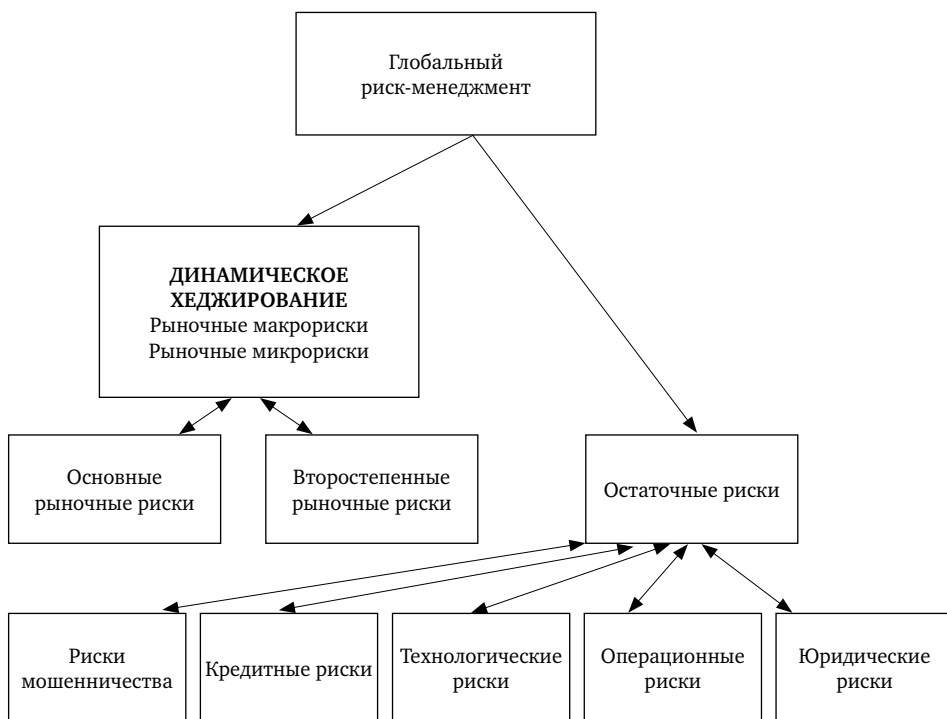 Глобальный
риск-менеджмент
ДИНАМИЧЕСКОЕ
ХЕДЖИРОВАНИЕ
Рыночные макрориски
Рыночные микрориски
Основные
рыночные риски
Второстепенные
рыночные риски
Остаточные риски
Риски
мошенничества
Кредитные риски
Технологические
риски
Операционные
риски
Юридические
риски